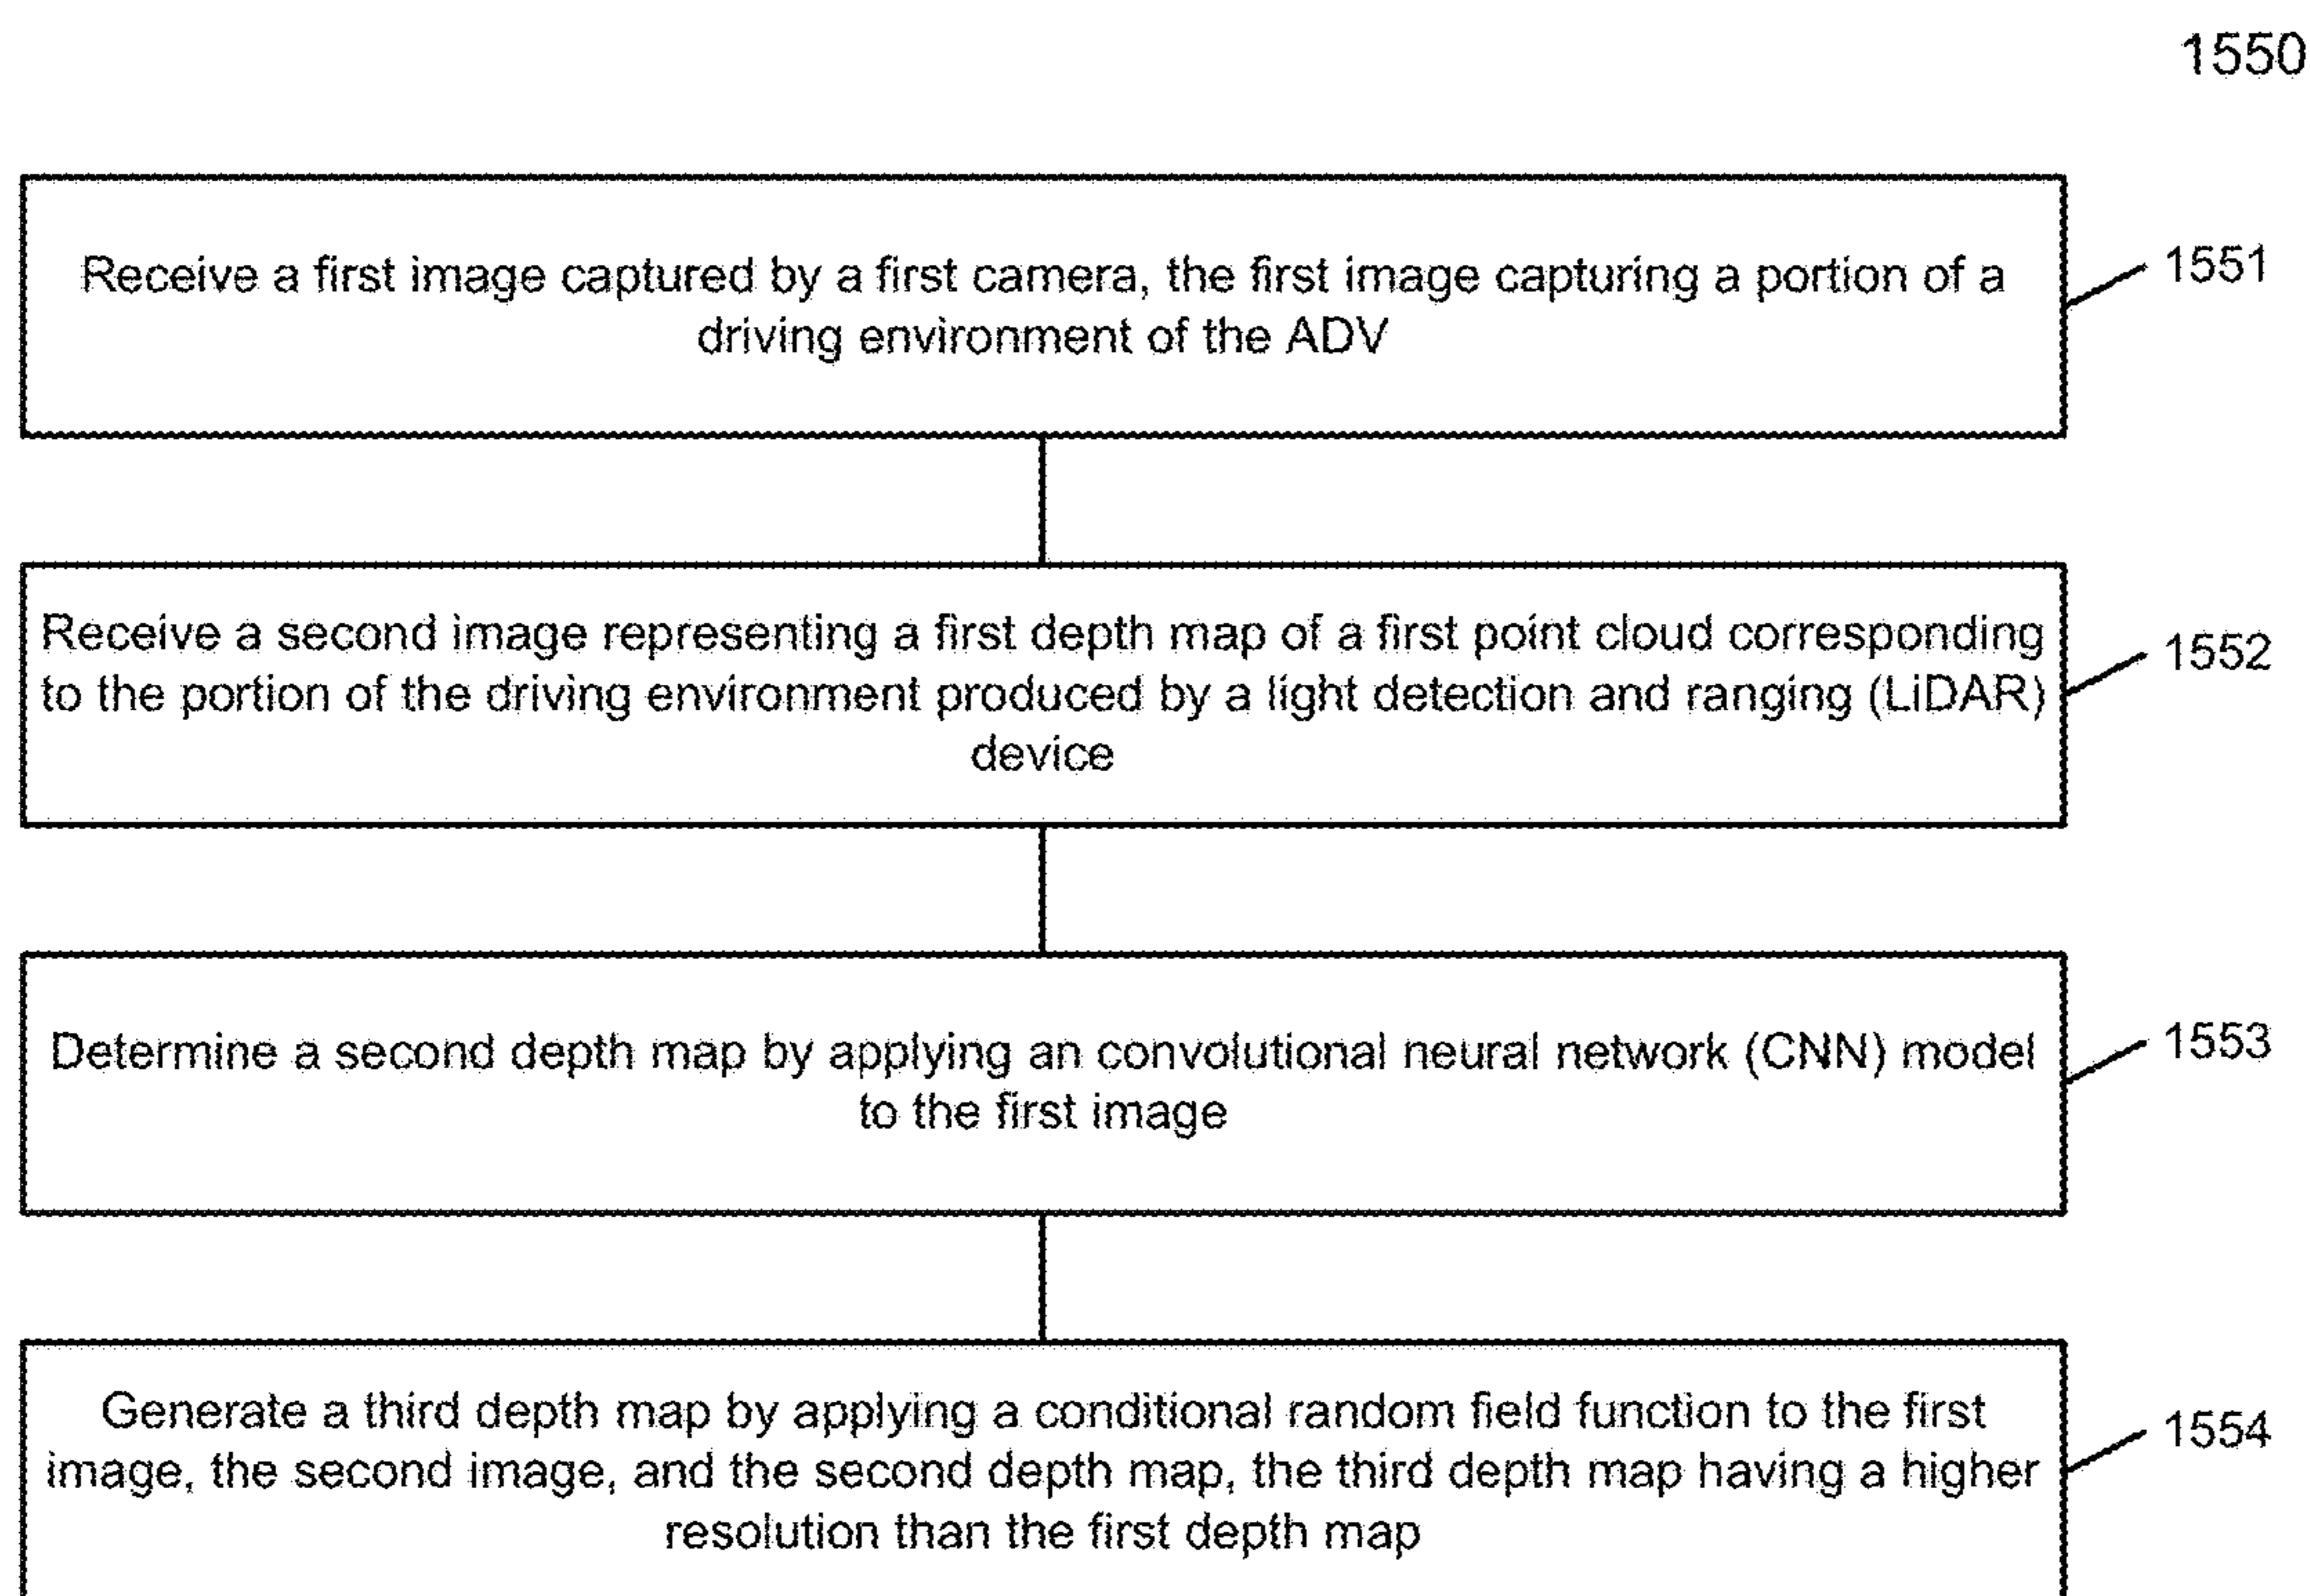 1550
Receive a first image captured by a first camera, the first image capturing a portion of a
driving environment of the ADV
1551
Receive a second image representing a first depth map of a first point cloud corresponding
to the portion of the driving environment produced by a light detection and ranging (LiDAR)
device
1552
Determine a second depth map by applying an convolutional neural network (CNN) model
to the first image
1553
Generate a third depth map by applying a conditional random field function to the first
image, the second image, and the second depth map, the third depth map having a higher
resolution than the first depth map
1554